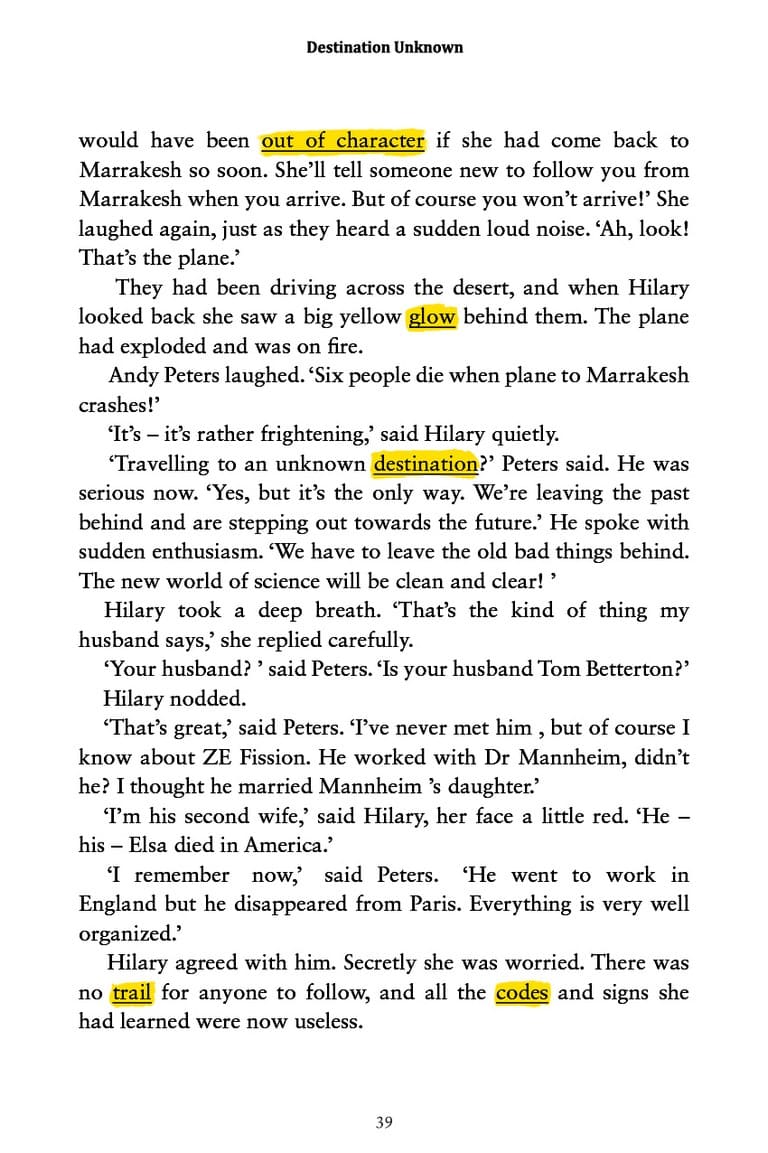 Destination Unknown
would have been out of character if she had come back to
Marrakesh so soon. She’ll tell someone new to follow you from
Marrakesh when you arrive. But of course you won’t arrive!’ She
laughed again, just as they heard a sudden loud noise. ‘Ah, look!
That’s the plane.’
They had been driving across the desert, and when Hilary
looked back she saw a big yellow glow behind them. The plane
had exploded and was on fire.
Andy Peters laughed. ‘Six people die when plane to Marrakesh
crashes!’
‘It’s – it’s rather frightening,’ said Hilary quietly.
‘Travelling to an unknown destination?’ Peters said. He was
serious now. ‘Yes, but it’s the only way. We’re leaving the past
behind and are stepping out towards the future.’ He spoke with
sudden enthusiasm. ‘We have to leave the old bad things behind.
The new world of science will be clean and clear! ’
Hilary took a deep breath. ‘That’s the kind of thing my
husband says,’ she replied carefully.
‘Your husband? ’ said Peters. ‘Is your husband Tom Betterton?’
Hilary nodded.
‘That’s great,’ said Peters. ‘I’ve never met him , but of course I
know about ZE Fission. He worked with Dr Mannheim, didn’t
he? I thought he married Mannheim ’s daughter.’
‘I’m his second wife,’ said Hilary, her face a little red. ‘He –
his – Elsa died in America.’
‘I remember now,’ said Peters. ‘He went to work in
England but he disappeared from Paris. Everything is very well
organized.’
Hilary agreed with him. Secretly she was worried. There was
no trail for anyone to follow, and all the codes and signs she
had learned were now useless.
39